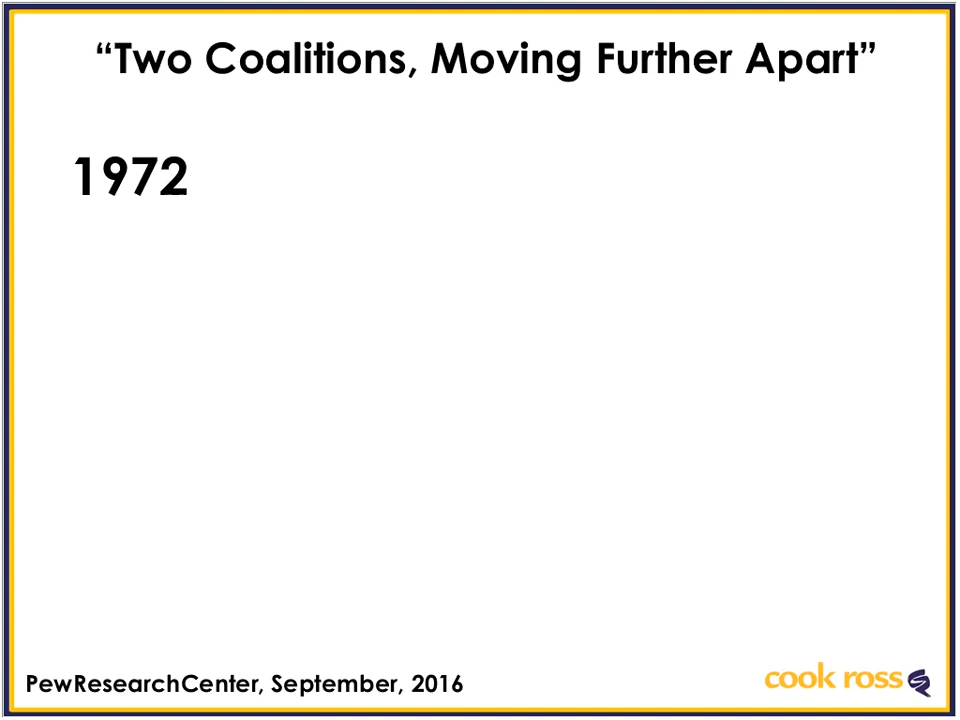 “Two Coalitions, Moving Further Apart”
1972
PewResearchCenter, September, 2016
cook ross